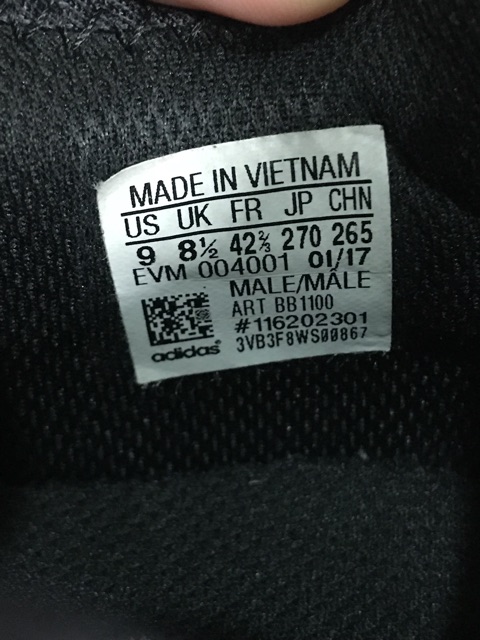 MADE IN VIETNAM
US UK FR JP CHN
9 8½ 42⅔ 270 265
EVM 004001 01/17
MALE/MÂLE
ART BB1100
#116202301
3VB3F8WS00867
adidas